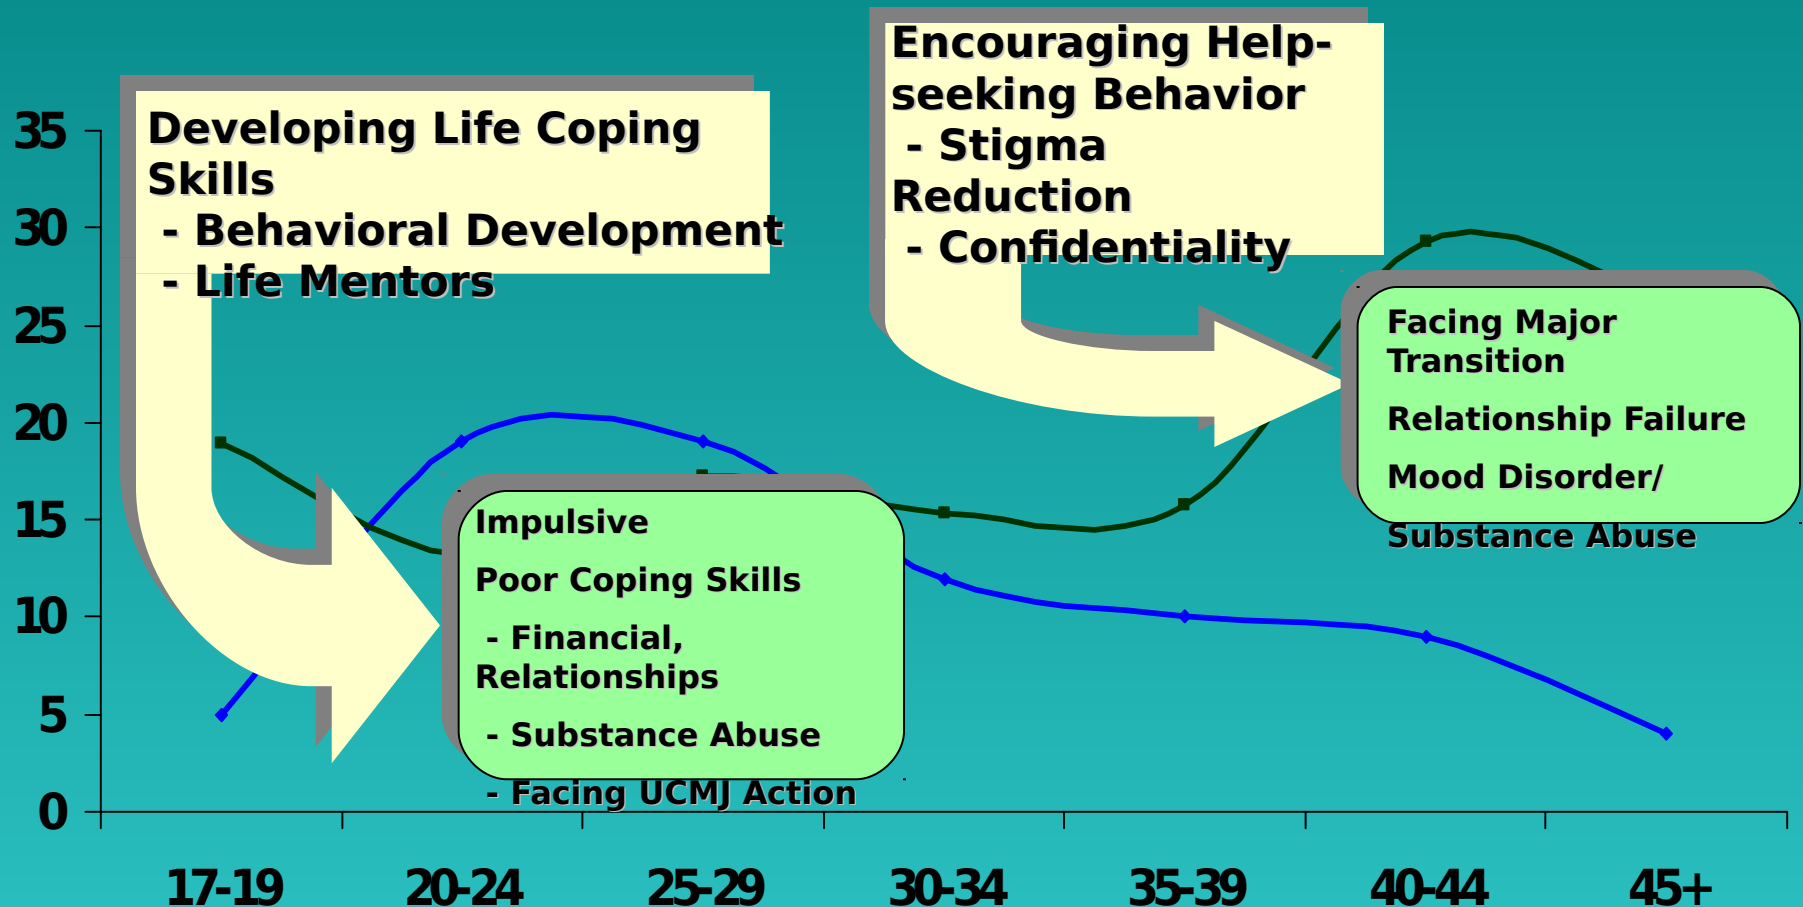 Encouraging Help-
seeking Behavior
- Stigma
Reduction
- Confidentiality
Developing Life Coping
Skills
- Behavioral Development
- Life Mentors
35
30
25
20
15
10
5
0
Facing Major
Transition
Relationship Failure
Mood Disorder/
Substance Abuse
Impulsive
Poor Coping Skills
- Financial,
Relationships
- Substance Abuse
- Facing UCMJ Action
17-19 20-24 25-29 30-34 35-39 40-44 45+